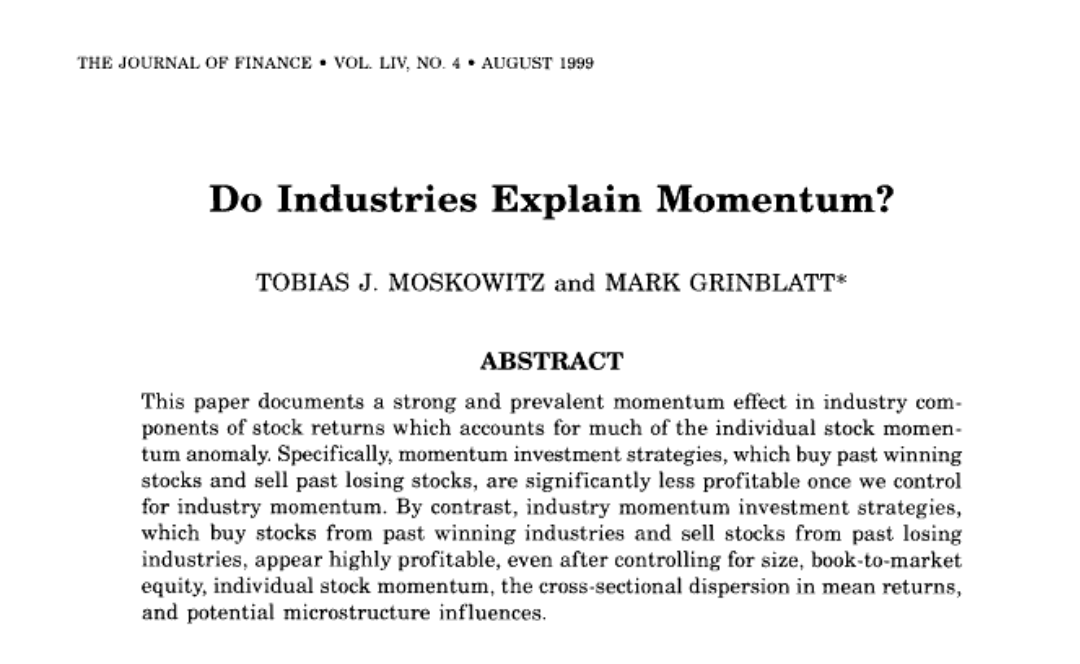 THE JOURNAL OF FINANCE • VOL. LIV, NO. 4 • AUGUST 1999
Do Industries Explain Momentum?
TOBIAS J. MOSKOWITZ and MARK GRINBLATT*
ABSTRACT
This paper documents a strong and prevalent momentum effect in industry com-
ponents of stock returns which accounts for much of the individual stock momen-
tum anomaly. Specifically, momentum investment strategies, which buy past winning
stocks and sell past losing stocks, are significantly less profitable once we control
for industry momentum. By contrast, industry momentum investment strategies,
which buy stocks from past winning industries and sell stocks from past losing
industries, appear highly profitable, even after controlling for size, book-to-market
equity, individual stock momentum, the cross-sectional dispersion in mean returns,
and potential microstructure influences.